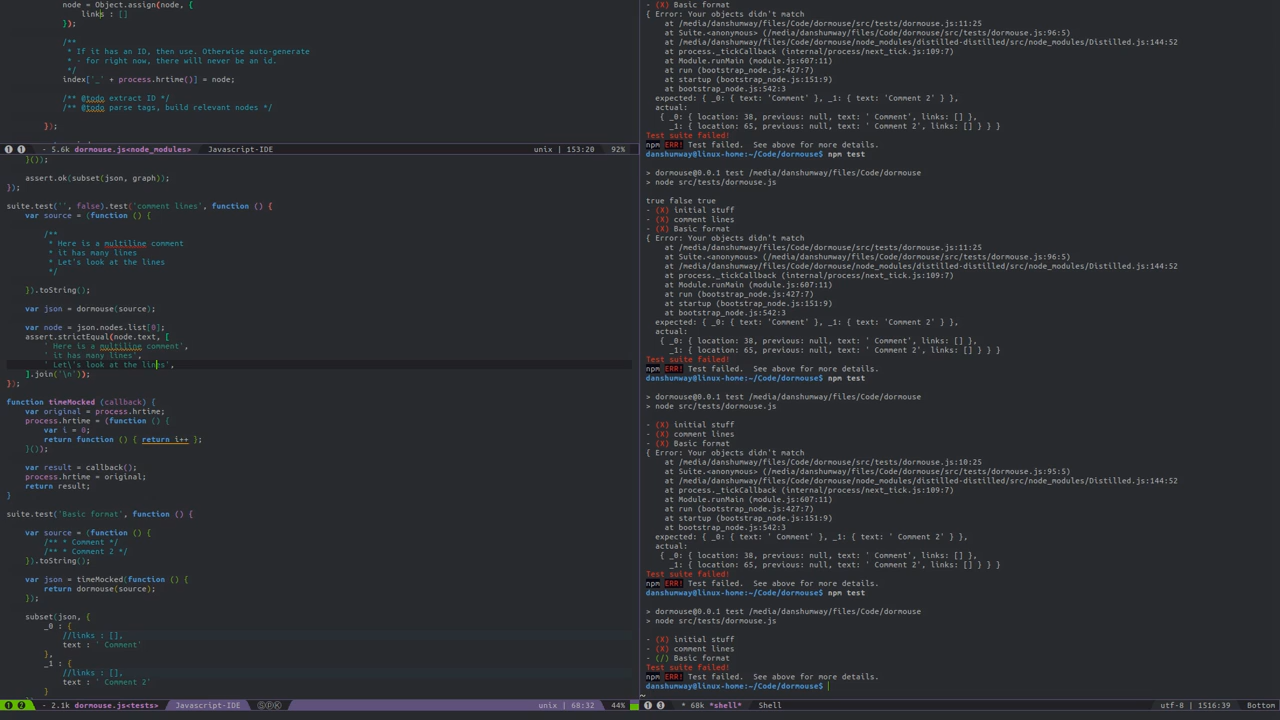 node = Object.assign(node, {
links : []
});
/**
* If it has an ID, then use. Otherwise auto-generate
* - for right now, there will never be an id.
*/
index['_' + process.hrtime()] = node;
/** @todo extract ID */
/** @todo parse tags, build relevant nodes */
});
- 5.6k dormouse.js<node_modules> Javascript-IDE unix | 153:20 92%
}());
assert.ok(subset(json, graph));
});
suite.test('', false).test('comment lines', function () {
var source = (function () {
/**
* Here is a multiline comment
* it has many lines
* Let's look at the lines
*/
}).toString();
var json = dormouse(source);
var node = json.nodes.list[0];
assert.strictEqual(node.text, [
' Here is a multiline comment',
' it has many lines',
' Let\'s look at the lines',
].join('\n'));
});
function timeMocked (callback) {
var original = process.hrtime;
process.hrtime = (function () {
var i = 0;
return function () { return i++ };
}());
var result = callback();
process.hrtime = original;
return result;
}
suite.test('Basic format', function () {
var source = (function () {
/** * Comment */
/** * Comment 2 */
}).toString();
var json = timeMocked(function () {
return dormouse(source);
});
subset(json, {
_0 : {
//links : [],
text : ' Comment'
},
_1 : {
//links : [],
text : ' Comment 2'
}
- 2.1k dormouse.js<tests> Javascript-IDE unix | 68:32 44%
- (X) Basic format
{ Error: Your objects didn't match
at /media/danshumway/files/Code/dormouse/src/tests/dormouse.js:11:25
at Suite.<anonymous> (/media/danshumway/files/Code/dormouse/src/tests/dormouse.js:96:5)
at /media/danshumway/files/Code/dormouse/node_modules/distilled-distilled/src/node_modules/Distilled.js:144:52
at process._tickCallback (internal/process/next_tick.js:109:7)
at Module.runMain (module.js:607:11)
at run (bootstrap_node.js:427:7)
at startup (bootstrap_node.js:151:9)
at bootstrap_node.js:542:3
expected: { _0: { text: 'Comment' }, _1: { text: 'Comment 2' } },
actual:
{ _0: { location: 38, previous: null, text: ' Comment', links: [] },
_1: { location: 65, previous: null, text: ' Comment 2', links: [] } } }
Test suite failed!
npm ERR! Test failed. See above for more details.
danshumway@linux-home:~/Code/dormouse$ npm test
> dormouse@0.0.1 test /media/danshumway/files/Code/dormouse
> node src/tests/dormouse.js
true false true
- (X) initial stuff
- (X) comment lines
- (X) Basic format
{ Error: Your objects didn't match
at /media/danshumway/files/Code/dormouse/src/tests/dormouse.js:11:25
at Suite.<anonymous> (/media/danshumway/files/Code/dormouse/src/tests/dormouse.js:96:5)
at /media/danshumway/files/Code/dormouse/node_modules/distilled-distilled/src/node_modules/Distilled.js:144:52
at process._tickCallback (internal/process/next_tick.js:109:7)
at Module.runMain (module.js:607:11)
at run (bootstrap_node.js:427:7)
at startup (bootstrap_node.js:151:9)
at bootstrap_node.js:542:3
expected: { _0: { text: 'Comment' }, _1: { text: 'Comment 2' } },
actual:
{ _0: { location: 38, previous: null, text: ' Comment', links: [] },
_1: { location: 65, previous: null, text: ' Comment 2', links: [] } } }
Test suite failed!
npm ERR! Test failed. See above for more details.
danshumway@linux-home:~/Code/dormouse$ npm test
> dormouse@0.0.1 test /media/danshumway/files/Code/dormouse
> node src/tests/dormouse.js
- (X) initial stuff
- (X) comment lines
- (X) Basic format
{ Error: Your objects didn't match
at /media/danshumway/files/Code/dormouse/src/tests/dormouse.js:10:25
at Suite.<anonymous> (/media/danshumway/files/Code/dormouse/src/tests/dormouse.js:95:5)
at /media/danshumway/files/Code/dormouse/node_modules/distilled-distilled/src/node_modules/Distilled.js:144:52
at process._tickCallback (internal/process/next_tick.js:109:7)
at Module.runMain (module.js:607:11)
at run (bootstrap_node.js:427:7)
at startup (bootstrap_node.js:151:9)
at bootstrap_node.js:542:3
expected: { _0: { text: ' Comment' }, _1: { text: ' Comment 2' } },
actual:
{ _0: { location: 38, previous: null, text: ' Comment', links: [] },
_1: { location: 65, previous: null, text: ' Comment 2', links: [] } } }
Test suite failed!
npm ERR! Test failed. See above for more details.
danshumway@linux-home:~/Code/dormouse$ npm test
> dormouse@0.0.1 test /media/danshumway/files/Code/dormouse
> node src/tests/dormouse.js
- (X) initial stuff
- (X) comment lines
- (/) Basic format
Test suite failed!
npm ERR! Test failed. See above for more details.
danshumway@linux-home:~/Code/dormouse$
~
* 68k *shell* Shell utf-8 | 1516:39 Bottom